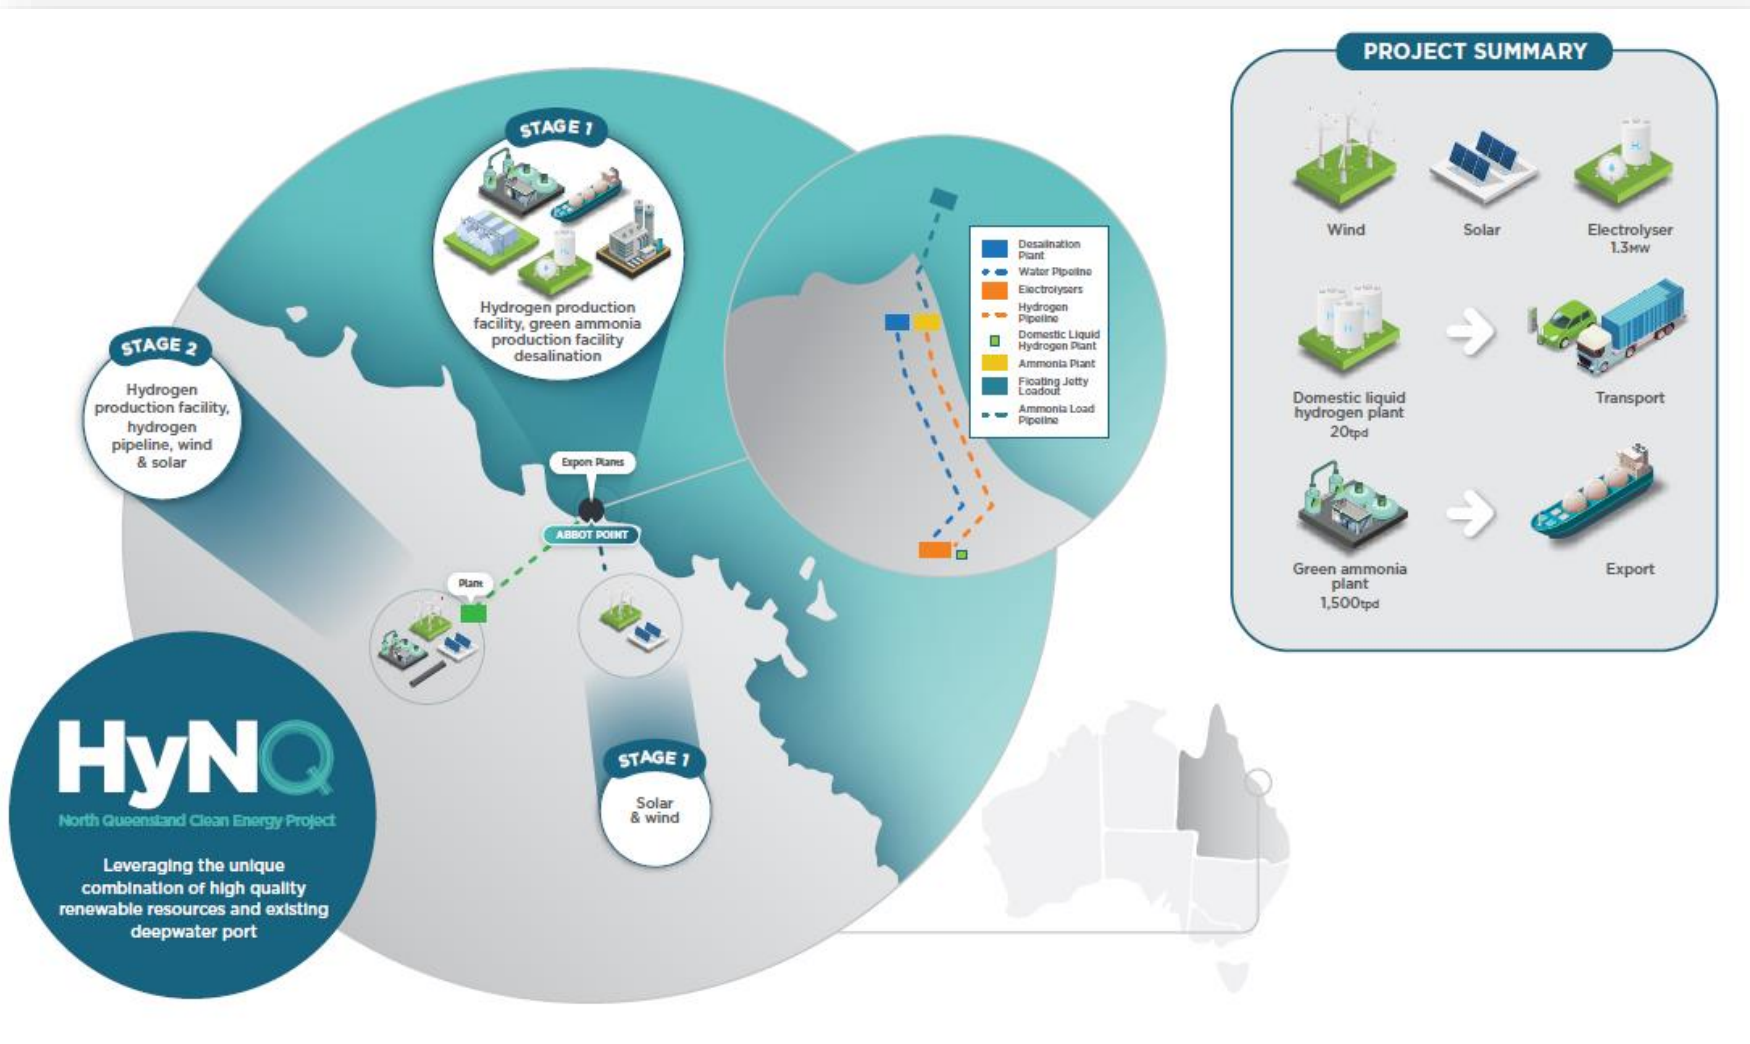 PROJECT SUMMARY
Wind
Solar
Electrolyser
1.3MW
Domestic liquid
hydrogen plant
20tpd
Transport
Green ammonia
plant
1,500tpd
Export
STAGE 1
Hydrogen production
facility, green ammonia
production facility
desalination
STAGE 2
Hydrogen
production facility,
hydrogen
pipeline, wind
& solar
Desalination
Plant
Water Pipeline
Electrolysers
Hydrogen
Pipeline
Domestic Liquid
Hydrogen Plant
Ammonia Plant
Floating Jetty
Loadout
Ammonia Load
Pipeline
Export Plants
ABBOT POINT
Plant
STAGE 1
Solar
& wind
HyNQ
North Queensland Clean Energy Project
Leveraging the unique
combination of high quality
renewable resources and existing
deepwater port